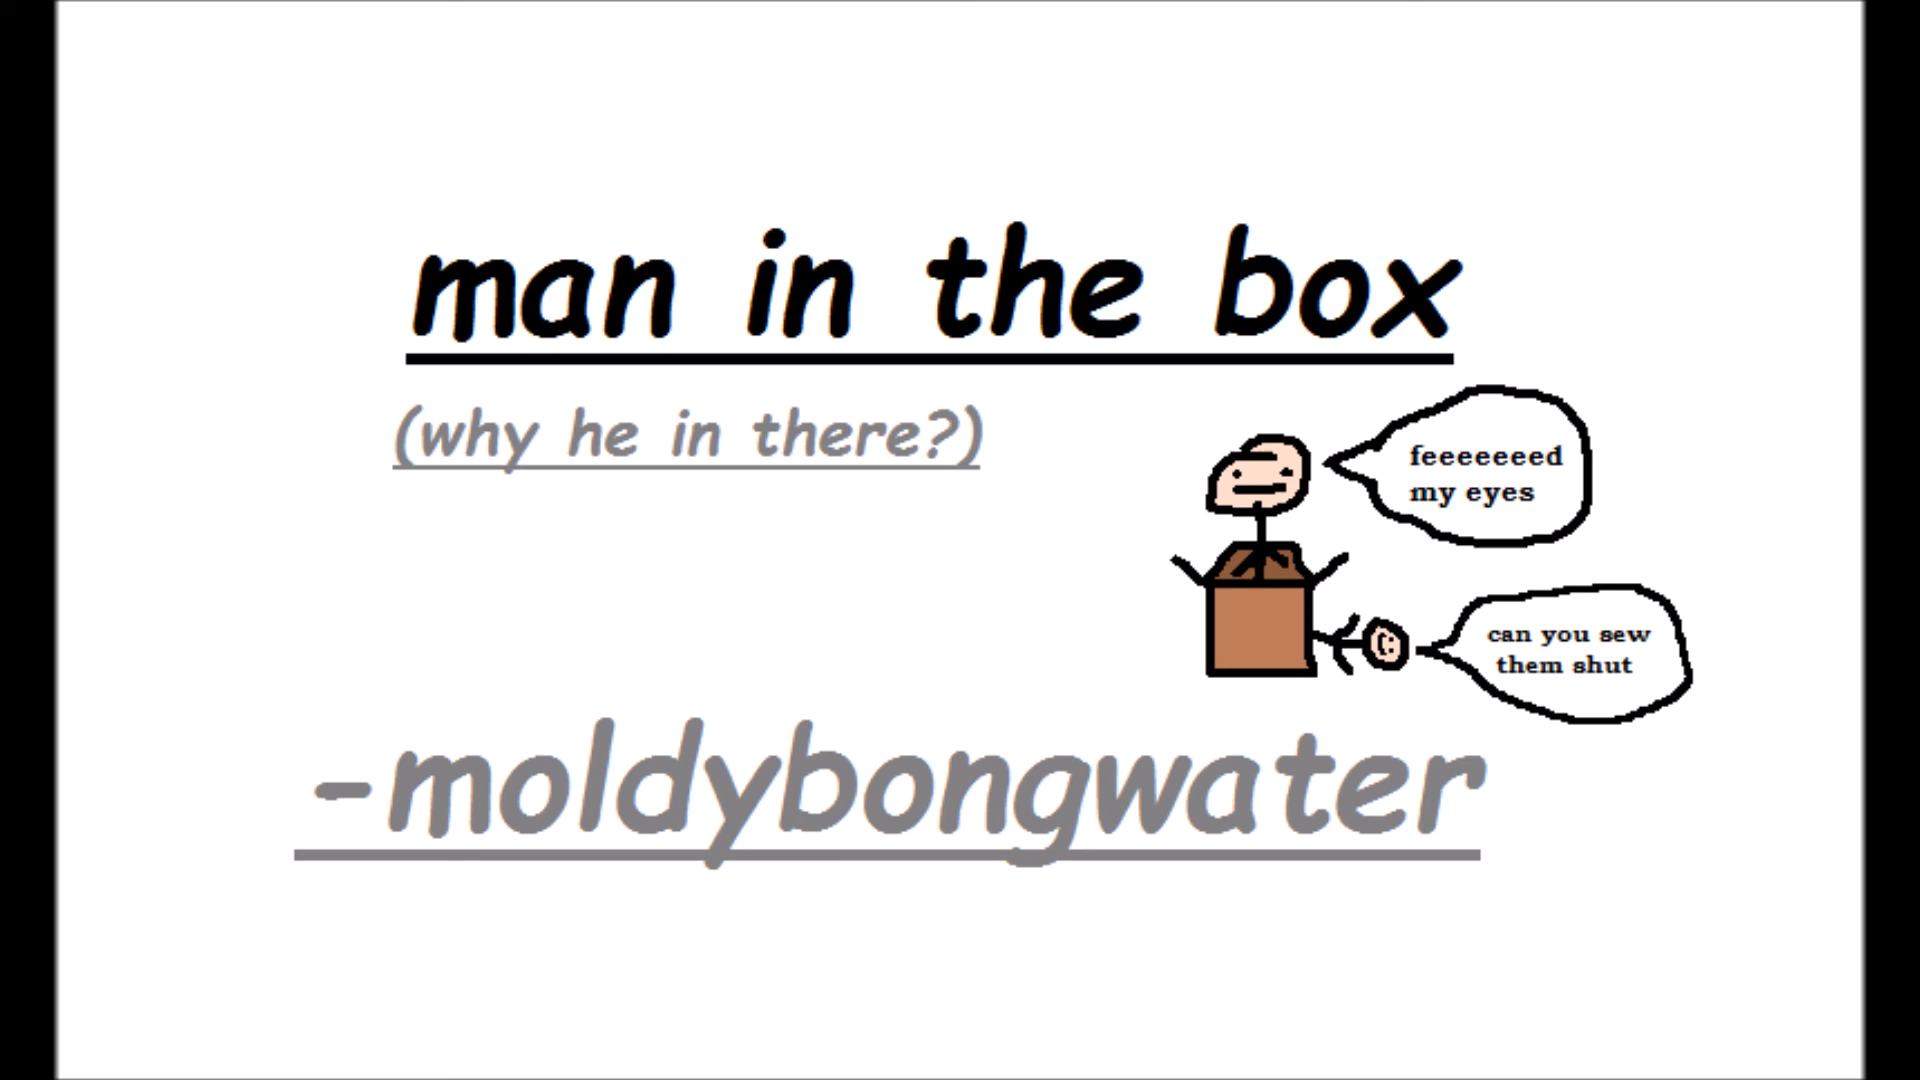 man in the box
(why he in there?)
feeeeeeed
my eyes
can you sew
them shut
-moldybongwater